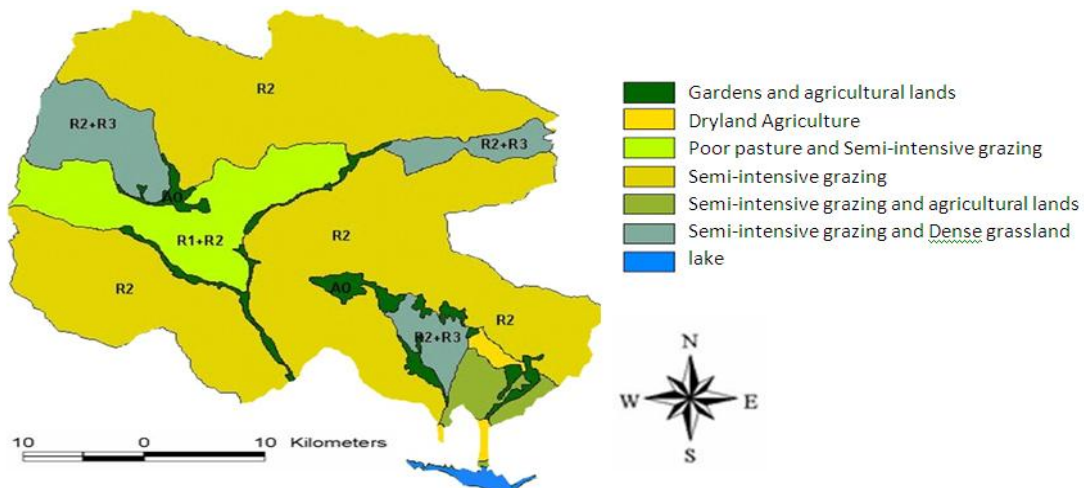 R2
R2+R3
R2+R3
AO
R1+R2
R2
R2
AO
R2
R2+R3
10 0 10 Kilometers
Gardens and agricultural lands
Dryland Agriculture
Poor pasture and Semi-intensive grazing
Semi-intensive grazing
Semi-intensive grazing and agricultural lands
Semi-intensive grazing and Dense grassland
lake
N
W E
S